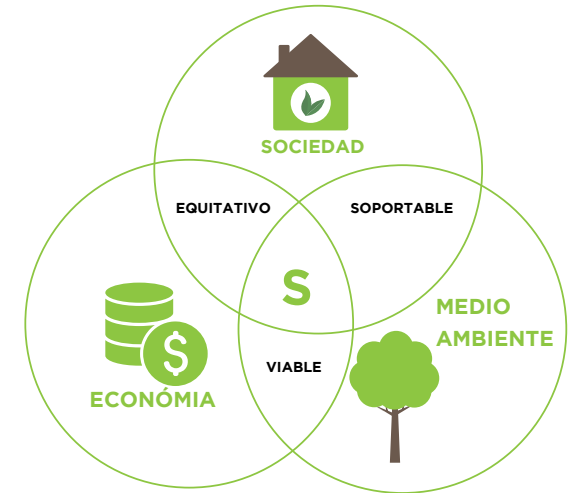 SOCIEDAD
EQUITATIVO
SOPORTABLE
S
$
MEDIO
AMBIENTE
VIABLE
ECONÓMIA